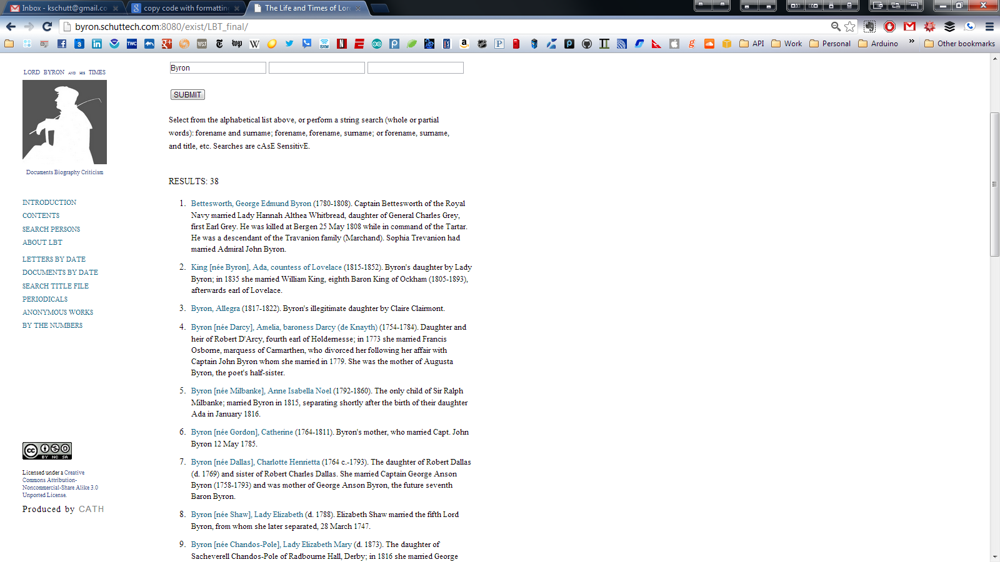 Inbox - kschutt@gmail.co
copy code with formattin
The Life and Times of Lor
byron.schuttech.com:8080/exist/LBT_final/
API
Work
Personal
Arduino
»
Other bookmarks
LORD BYRON AND HIS TIMES
Documents Biography Criticism
INTRODUCTION
CONTENTS
SEARCH PERSONS
ABOUT LBT
LETTERS BY DATE
DOCUMENTS BY DATE
SEARCH TITLE FILE
PERIODICALS
ANONYMOUS WORKS
BY THE NUMBERS
BY NC SA
Licensed under a Creative
Commons Attribution-
Noncommercial-Share Alike 3.0
Unported License.
Produced by CATH
Byron
SUBMIT
Select from the alphabetical list above, or perform a string search (whole or partial
words): forename and surname; forename, forename, surname; or forename, surname,
and title, etc. Searches are cAsE SensitivE.
RESULTS: 38
1. Bettesworth, George Edmund Byron (1780-1808). Captain Bettesworth of the Royal
Navy married Lady Hannah Althea Whitbread, daughter of General Charles Grey,
first Earl Grey. He was killed at Bergen 25 May 1808 while in command of the Tartar.
He was a descendant of the Travanion family (Marchand). Sophia Trevanion had
married Admiral John Byron.
2. King [née Byron], Ada, countess of Lovelace (1815-1852). Byron's daughter by Lady
Byron; in 1835 she married William King, eighth Baron King of Ockham (1805-1893),
afterwards earl of Lovelace.
3. Byron, Allegra (1817-1822). Byron's illegitimate daughter by Claire Clairmont.
4. Byron [née Darcy], Amelia, baroness Darcy (de Knayth) (1754-1784). Daughter and
heir of Robert D'Arcy, fourth earl of Holdernesse; in 1773 she married Francis
Osborne, marquess of Carmarthen, who divorced her following her affair with
Captain John Byron whom she married in 1779. She was the mother of Augusta
Byron, the poet's half-sister.
5. Byron [née Milbanke], Anne Isabella Noel (1792-1860). The only child of Sir Ralph
Milbanke; married Byron in 1815, separating shortly after the birth of their daughter
Ada in January 1816.
6. Byron [née Gordon], Catherine (1764-1811). Byron's mother, who married Capt. John
Byron 12 May 1785.
7. Byron [née Dallas], Charlotte Henrietta (1764 c.-1793). The daughter of Robert Dallas
(d. 1769) and sister of Robert Charles Dallas. She married Captain George Anson
Byron (1758-1793) and was mother of George Anson Byron, the future seventh
Baron Byron.
8. Byron [née Shaw], Lady Elizabeth (d. 1788). Elizabeth Shaw married the fifth Lord
Byron, from whom she later separated, 28 March 1747.
9. Byron [née Chandos-Pole], Lady Elizabeth Mary (d. 1873). The daughter of
Sacheverell Chandos-Pole of Radbourne Hall, Derby; in 1816 she married George